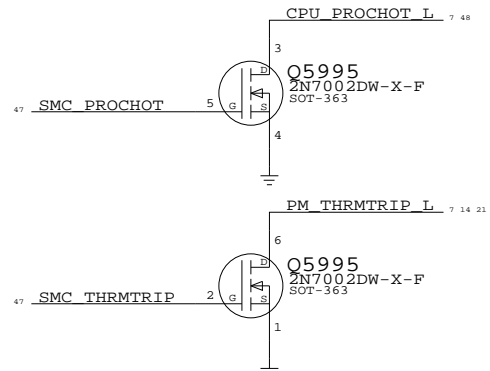 CPU_PROCHOT_L 7 48
3
D
Q5995
2N7002DW-X-F
SOT-363
47 SMC_PROCHOT 5 G S
4
PM_THRMTRIP_L 7 14 21
6
D
Q5995
2N7002DW-X-F
SOT-363
47 SMC_THRMTRIP 2 G S
1